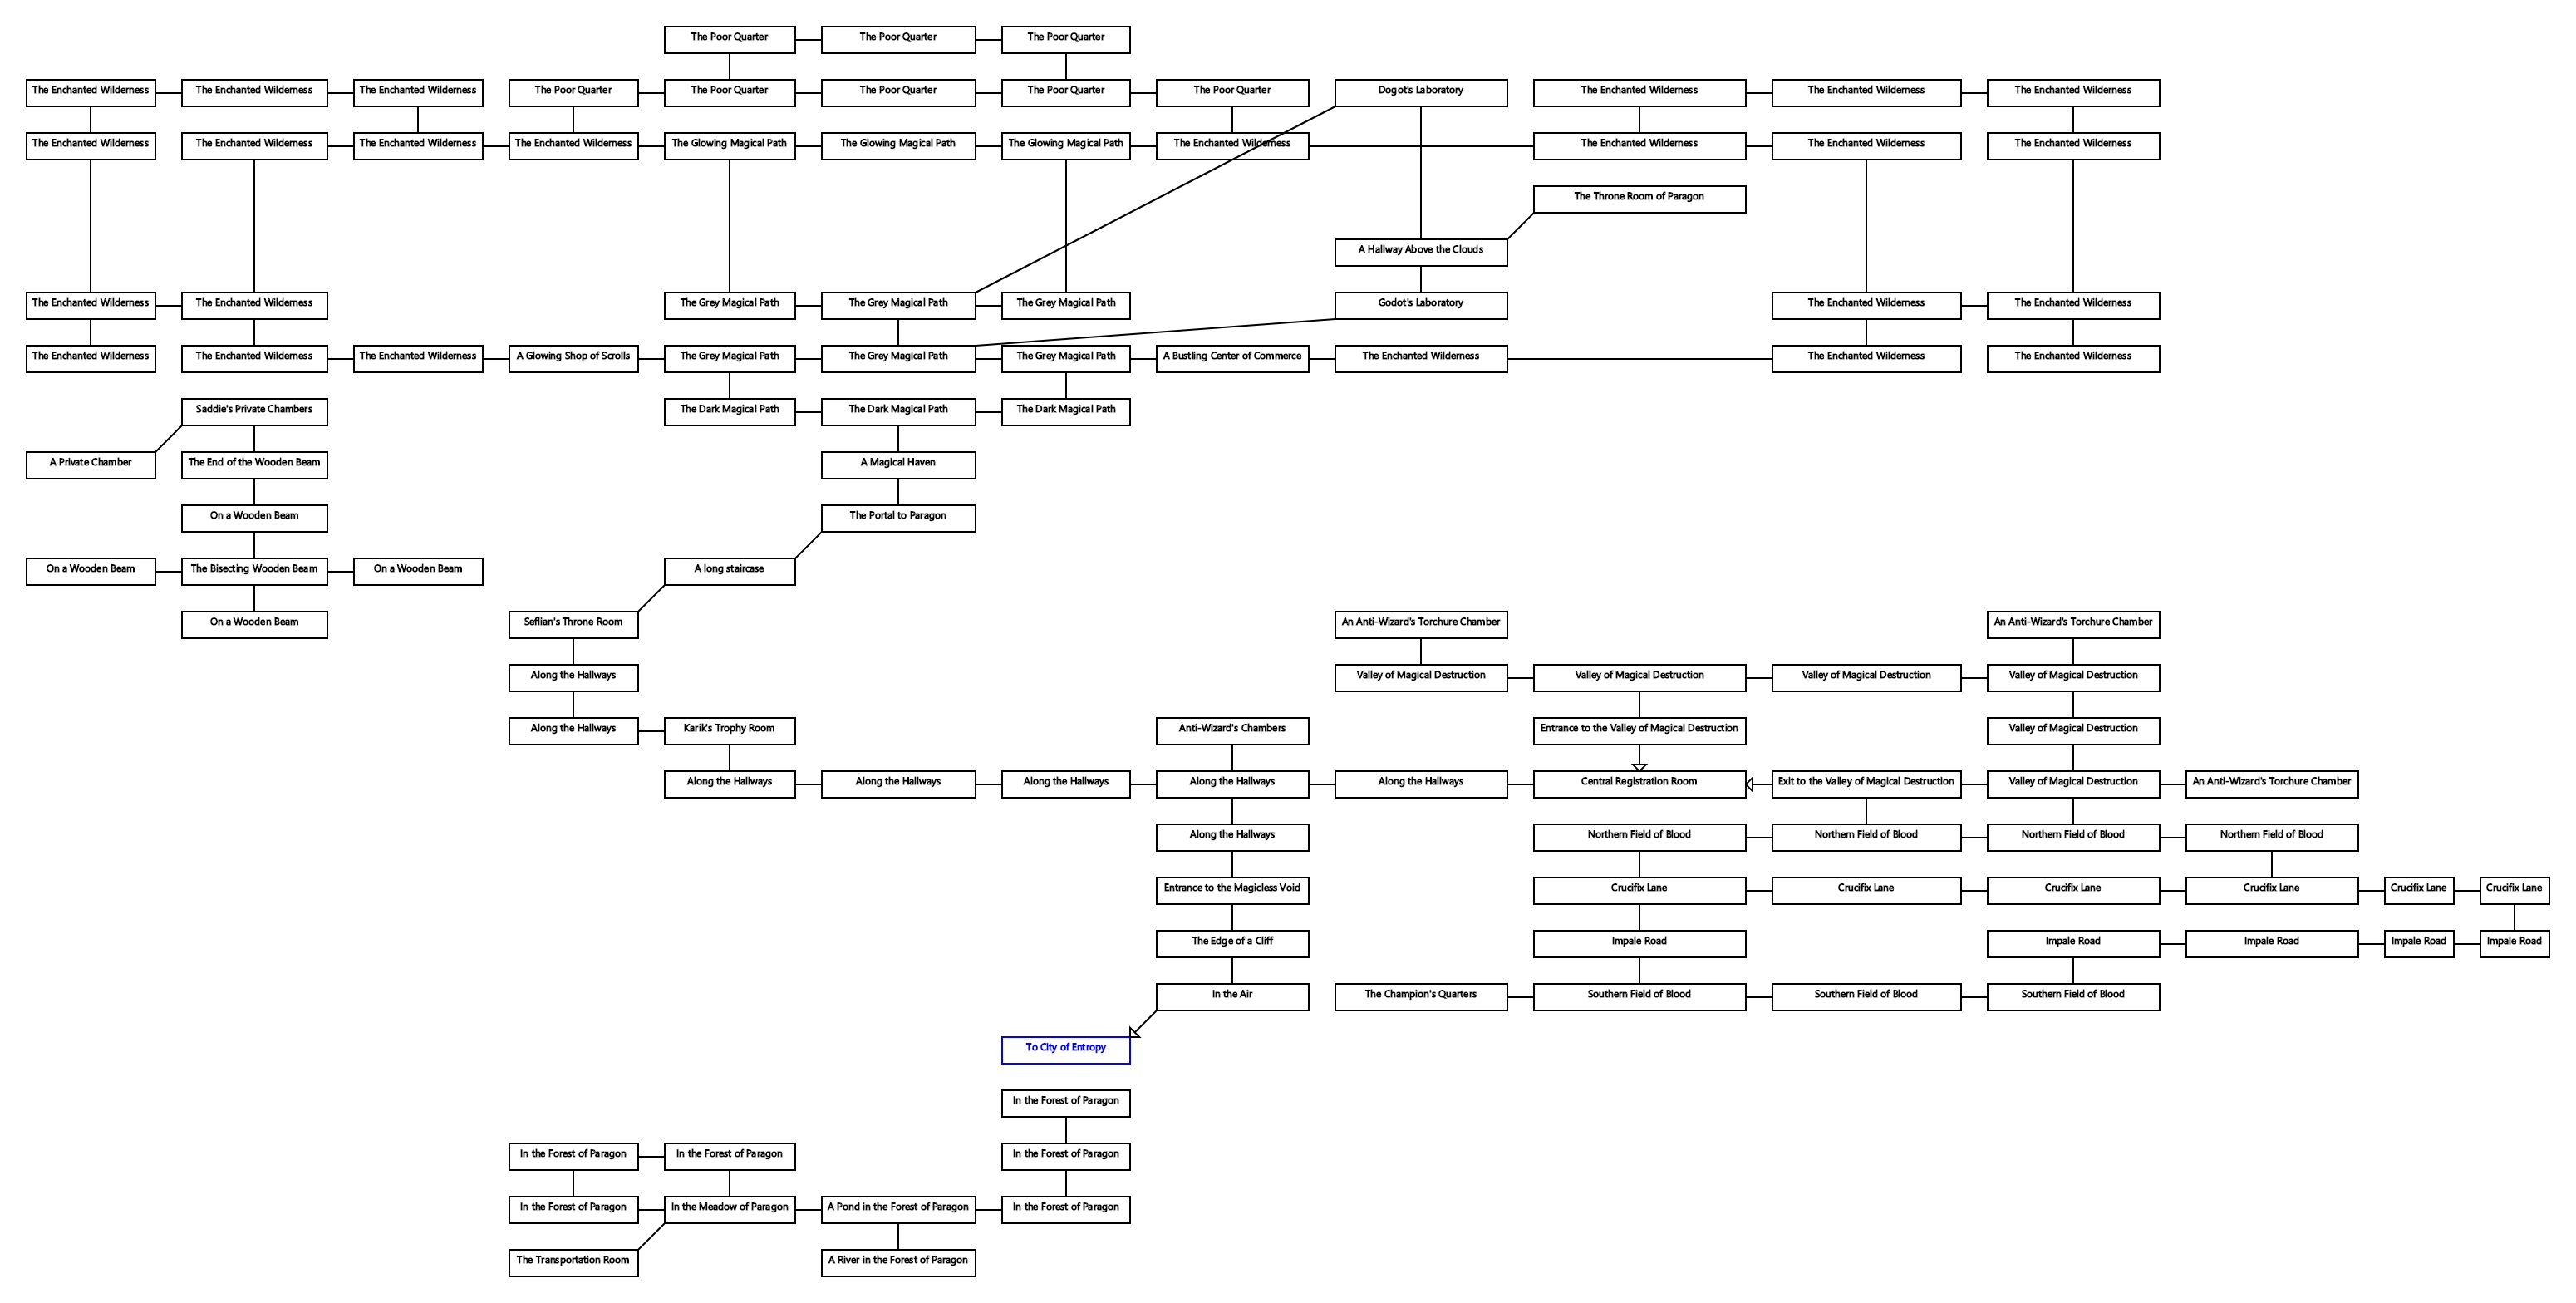 The Poor Quarter
The Poor Quarter
The Poor Quarter
The Enchanted Wilderness
The Enchanted Wilderness
The Enchanted Wilderness
The Poor Quarter
The Poor Quarter
The Poor Quarter
The Poor Quarter
The Poor Quarter
Dogot's Laboratory
The Enchanted Wilderness
The Enchanted Wilderness
The Enchanted Wilderness
The Enchanted Wilderness
The Enchanted Wilderness
The Enchanted Wilderness
The Enchanted Wilderness
The Glowing Magical Path
The Glowing Magical Path
The Glowing Magical Path
The Enchanted Wilderness
The Enchanted Wilderness
The Enchanted Wilderness
The Enchanted Wilderness
The Throne Room of Paragon
A Hallway Above the Clouds
The Enchanted Wilderness
The Enchanted Wilderness
The Grey Magical Path
The Grey Magical Path
The Grey Magical Path
Godot's Laboratory
The Enchanted Wilderness
The Enchanted Wilderness
The Enchanted Wilderness
The Enchanted Wilderness
The Enchanted Wilderness
A Glowing Shop of Scrolls
The Grey Magical Path
The Grey Magical Path
The Grey Magical Path
A Bustling Center of Commerce
The Enchanted Wilderness
The Enchanted Wilderness
The Enchanted Wilderness
Saddie's Private Chambers
The Dark Magical Path
The Dark Magical Path
The Dark Magical Path
A Private Chamber
The End of the Wooden Beam
A Magical Haven
On a Wooden Beam
The Portal to Paragon
On a Wooden Beam
The Bisecting Wooden Beam
On a Wooden Beam
A long staircase
On a Wooden Beam
Seflian's Throne Room
An Anti-Wizard's Torchure Chamber
An Anti-Wizard's Torchure Chamber
Along the Hallways
Valley of Magical Destruction
Valley of Magical Destruction
Valley of Magical Destruction
Valley of Magical Destruction
Along the Hallways
Karik's Trophy Room
Anti-Wizard's Chambers
Entrance to the Valley of Magical Destruction
Valley of Magical Destruction
Along the Hallways
Along the Hallways
Along the Hallways
Along the Hallways
Along the Hallways
Central Registration Room
Exit to the Valley of Magical Destruction
Valley of Magical Destruction
An Anti-Wizard's Torchure Chamber
Along the Hallways
Northern Field of Blood
Northern Field of Blood
Northern Field of Blood
Northern Field of Blood
Entrance to the Magicless Void
Crucifix Lane
Crucifix Lane
Crucifix Lane
Crucifix Lane
Crucifix Lane
Crucifix Lane
The Edge of a Cliff
Impale Road
Impale Road
Impale Road
Impale Road
Impale Road
In the Air
The Champion's Quarters
Southern Field of Blood
Southern Field of Blood
Southern Field of Blood
To City of Entropy
In the Forest of Paragon
In the Forest of Paragon
In the Forest of Paragon
In the Forest of Paragon
In the Forest of Paragon
In the Meadow of Paragon
A Pond in the Forest of Paragon
In the Forest of Paragon
The Transportation Room
A River in the Forest of Paragon